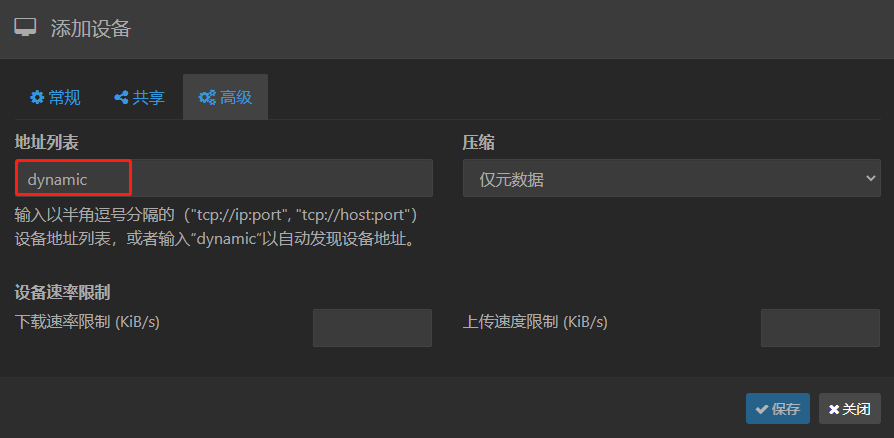 添加设备
常规
共享
高级
地址列表
压缩
dynamic
仅元数据
输入以半角逗号分隔的（"tcp://ip:port", "tcp://host:port"）
设备地址列表，或者输入“dynamic”以自动发现设备地址。
设备速率限制
下载速率限制 (KiB/s)
上传速度限制 (KiB/s)
保存
关闭